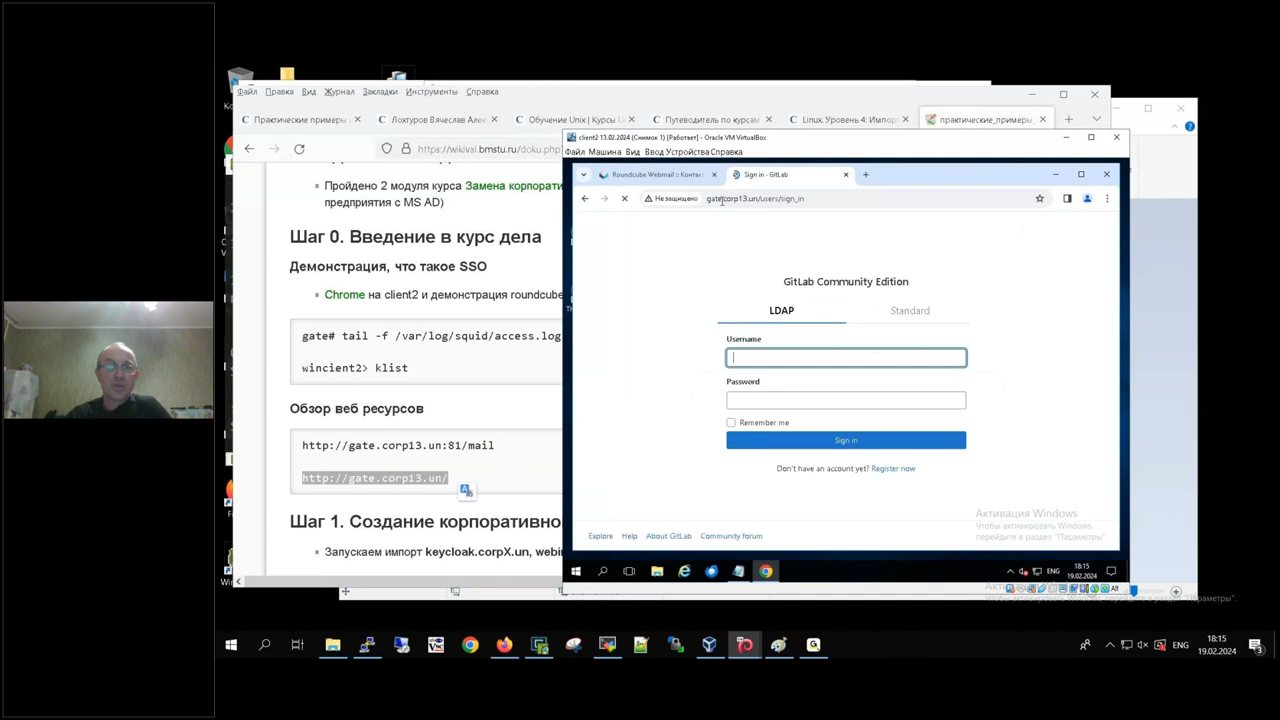 Файл Правка Вид Журнал Закладки Инструменты Справка
Практические примеры
Локтуров Вячеслав Алек
Обучение Unix | Курсы U
Путеводитель по курсам
Linux. Уровень 4: Импорт
практические_примеры_
https://wikival.bmstu.ru/doku.php
Пройдено 2 модуля курса Замена корпорати
предприятия с MS AD)
Шаг 0. Введение в курс дела
Демонстрация, что такое SSO
Chrome на client2 и демонстрация roundcube
gate# tail -f /var/log/squid/access.log
wincient2> klist
Обзор веб ресурсов
http://gate.corp13.un:81/mail
http://gate.corp13.un/
Шаг 1. Создание корпоративно
Запускаем импорт keycloak.corpX.un, webin
client2 13.02.2024 (Снимок 1) [Работает] - Oracle VM VirtualBox
Файл Машина Вид Ввод Устройства Справка
Roundcube Webmail :: Контак
Sign in · GitLab
Не защищено
gate.corp13.un/users/sign_in
GitLab Community Edition
LDAP
Standard
Username
Password
Remember me
Sign in
Don't have an account yet? Register now
Explore Help About GitLab Community forum
Активация Windows
Чтобы активировать Windows,
перейдите в раздел "Параметры".
ENG
18:15
19.02.2024
ENG
18:15
19.02.2024